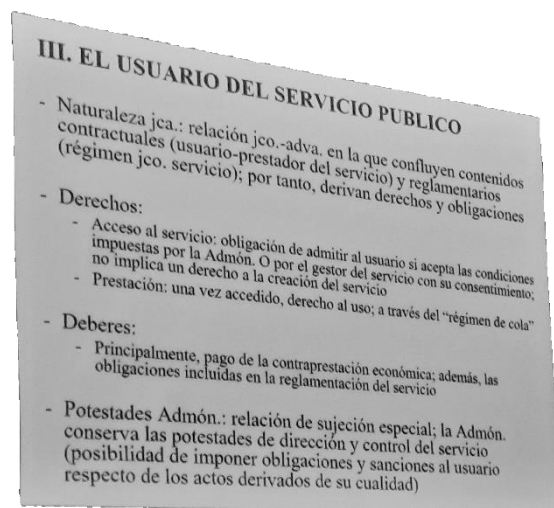 III. EL USUARIO DEL SERVICIO PUBLICO
- Naturaleza jca.: relación jco.-adva. en la que confluyen contenidos
contractuales (usuario-prestador del servicio) y reglamentarios
(régimen jco. servicio); por tanto, derivan derechos y obligaciones
- Derechos:
- Acceso al servicio: obligación de admitir al usuario si acepta las condiciones
impuestas por la Admón. O por el gestor del servicio con su consentimiento;
no implica un derecho a la creación del servicio
- Prestación: una vez accedido, derecho al uso; a través del “régimen de cola”
- Deberes:
- Principalmente, pago de la contraprestación económica; además, las
obligaciones incluidas en la reglamentación del servicio
- Potestades Admón.: relación de sujeción especial; la Admón.
conserva las potestades de dirección y control del servicio
(posibilidad de imponer obligaciones y sanciones al usuario
respecto de los actos derivados de su cualidad)